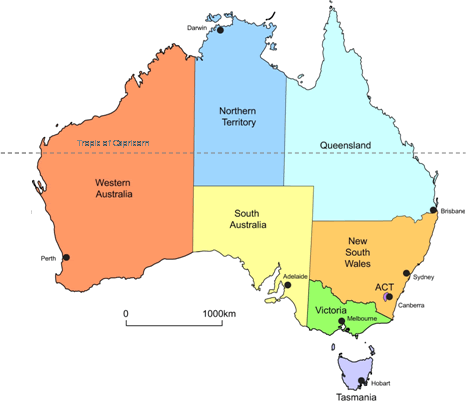 Darwin
Northern
Territory
Tropic of Capricorn
Queensland
Western
Australia
South
Australia
Brisbane
New
South
Wales
Perth
Adelaide
Sydney
ACT
Canberra
Victoria
Melbourne
0
1000km
Hobart
Tasmania